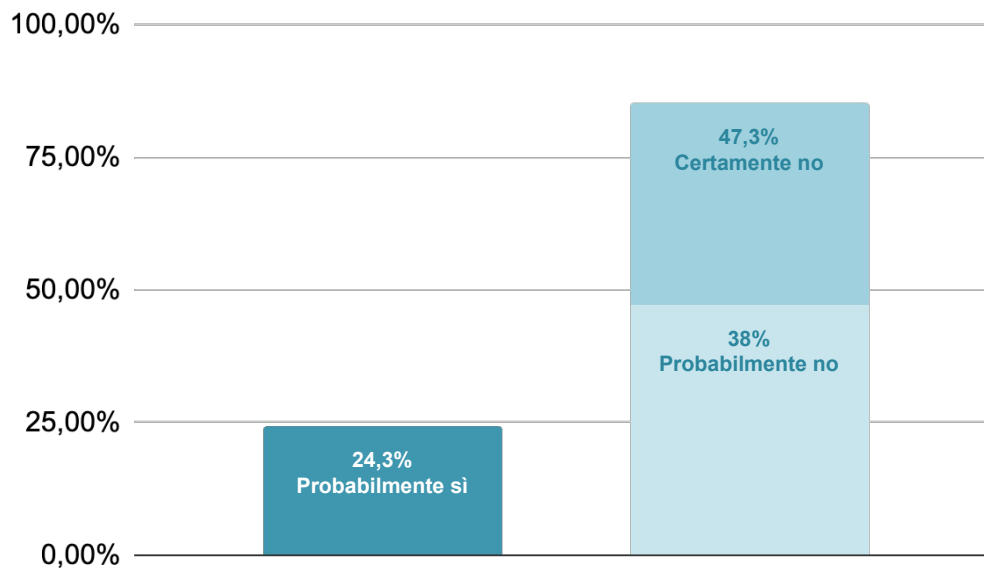 100,00%
75,00%
50,00%
25,00%
0,00%
47,3%
Certamente no
38%
Probabilmente no
24,3%
Probabilmente sì